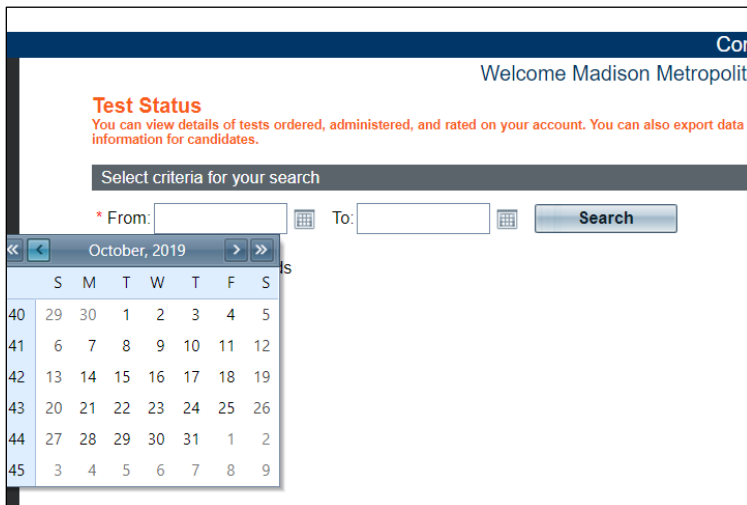 Con
Welcome Madison Metropolit
Test Status
You can view details of tests ordered, administered, and rated on your account. You can also export data
information for candidates.
Select criteria for your search
* From: To: Search
« < October, 2019 > »
ds
S M T W T F S
40 29 30 1 2 3 4 5
41 6 7 8 9 10 11 12
42 13 14 15 16 17 18 19
43 20 21 22 23 24 25 26
44 27 28 29 30 31 1 2
45 3 4 5 6 7 8 9